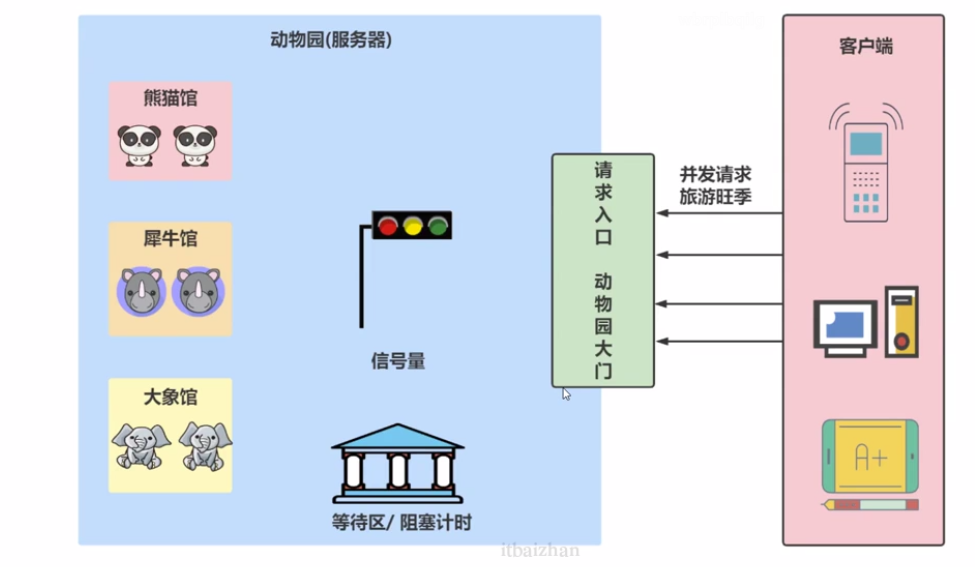 动物园(服务器)
客户端
熊猫馆
并发请求
旅游旺季
请求入口 动物园大门
犀牛馆
信号量
大象馆
A+
等待区/ 阻塞计时
itbaizhan